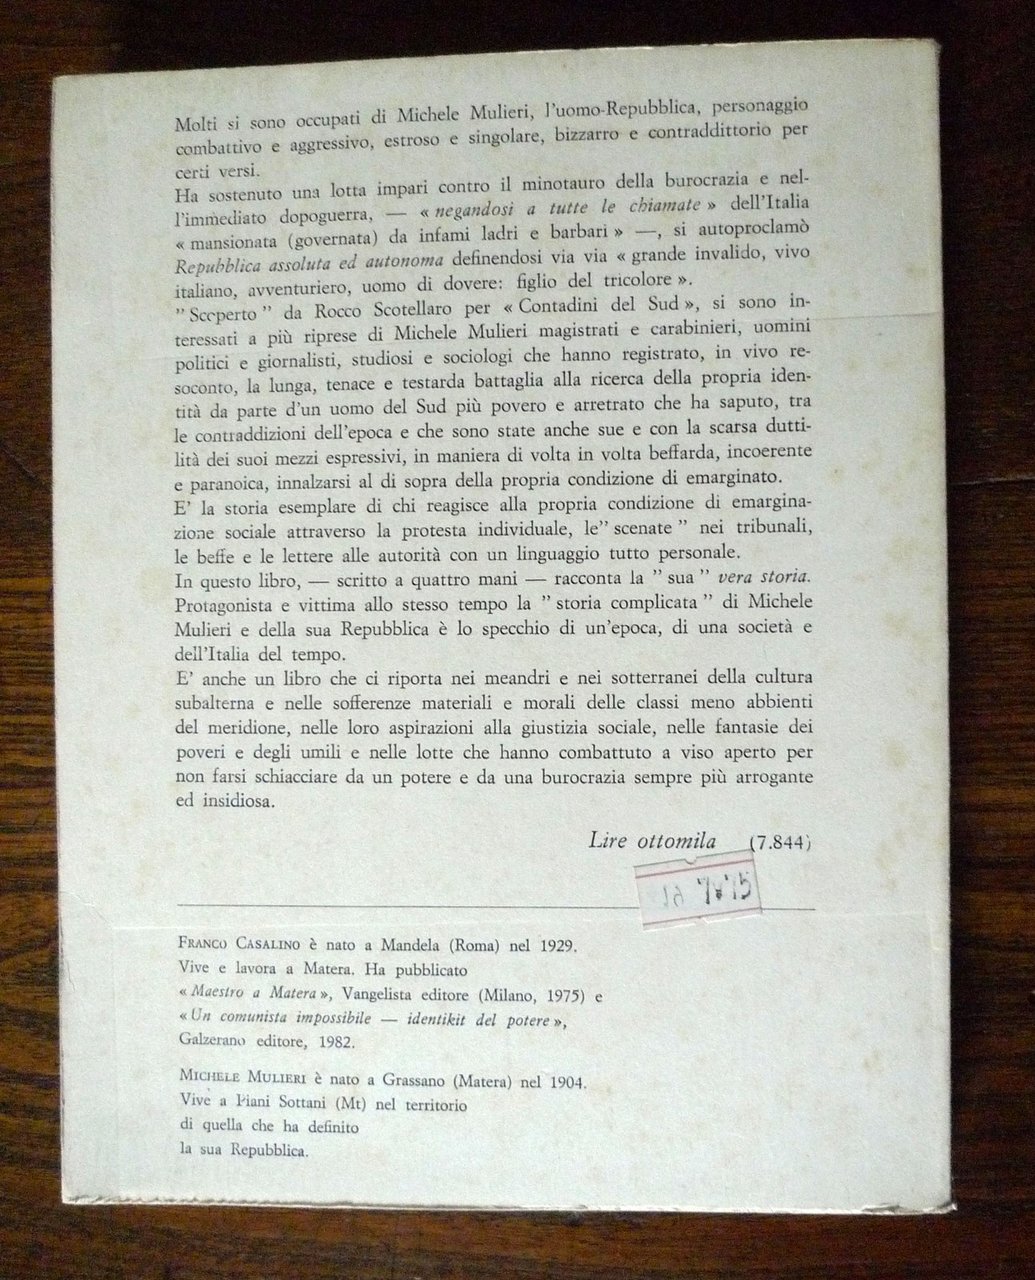 Molti si sono occupati di Michele Mulieri, l'uomo-Repubblica, personaggio
combattivo e aggressivo, estroso e singolare, bizzarro e contraddittorio per
certi versi.
Ha sostenuto una lotta impari contro il minotauro della burocrazia e nel-
l'immediato dopoguerra, — « negandosi a tutte le chiamate » dell'Italia
« mansionata (governata) da infami ladri e barbari » —, si autoproclamò
Repubblica assoluta ed autonoma definendosi via via « grande invalido, vivo
italiano, avventuriero, uomo di dovere: figlio del tricolore ».
" Scoperto " da Rocco Scotellaro per « Contadini del Sud », si sono in-
teressati a più riprese di Michele Mulieri magistrati e carabinieri, uomini
politici e giornalisti, studiosi e sociologi che hanno registrato, in vivo re-
soconto, la lunga, tenace e testarda battaglia alla ricerca della propria iden-
tità da parte d'un uomo del Sud più povero e arretrato che ha saputo, tra
le contraddizioni dell'epoca e che sono state anche sue e con la scarsa dutti-
lità dei suoi mezzi espressivi, in maniera di volta in volta beffarda, incoerente
e paranoica, innalzarsi al di sopra della propria condizione di emarginato.
E' la storia esemplare di chi reagisce alla propria condizione di emargina-
zione sociale attraverso la protesta individuale, le" scenate " nei tribunali,
le beffe e le lettere alle autorità con un linguaggio tutto personale.
In questo libro, — scritto a quattro mani — racconta la " sua " vera storia.
Protagonista e vittima allo stesso tempo la " storia complicata " di Michele
Mulieri e della sua Repubblica è lo specchio di un'epoca, di una società e
dell'Italia del tempo.
E' anche un libro che ci riporta nei meandri e nei sotterranei della cultura
subalterna e nelle sofferenze materiali e morali delle classi meno abbienti
del meridione, nelle loro aspirazioni alla giustizia sociale, nelle fantasie dei
poveri e degli umili e nelle lotte che hanno combattuto a viso aperto per
non farsi schiacciare da un potere e da una burocrazia sempre più arrogante
ed insidiosa.
Lire ottomila (7.844)
FRANCO CASALINO è nato a Mandela (Roma) nel 1929.
Vive e lavora a Matera. Ha pubblicato
« Maestro a Matera », Vangelista editore (Milano, 1975) e
« Un comunista impossibile — identikit del potere »,
Galzerano editore, 1982.
MICHELE MULIERI è nato a Grassano (Matera) nel 1904.
Vive a Piani Sottani (Mt) nel territorio
di quella che ha definito
la sua Repubblica.